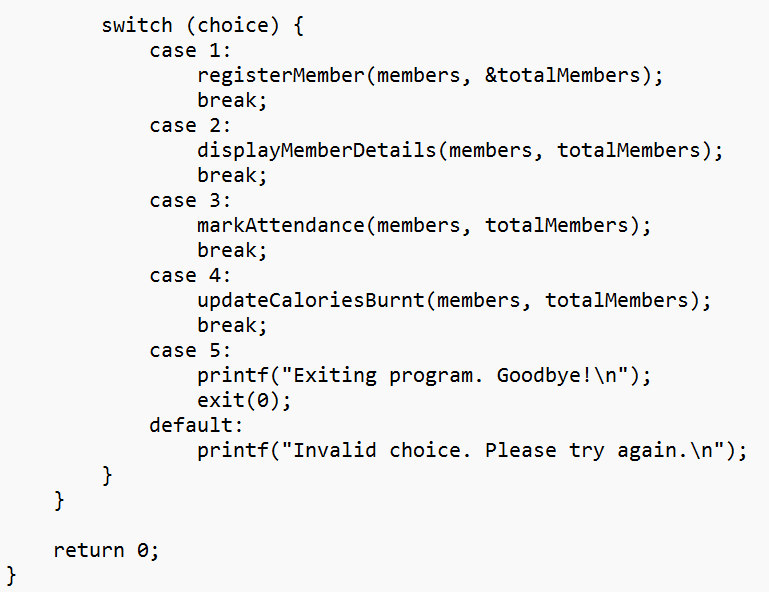 switch (choice) {
            case 1:
                registerMember(members, &totalMembers);
                break;
            case 2:
                displayMemberDetails(members, totalMembers);
                break;
            case 3:
                markAttendance(members, totalMembers);
                break;
            case 4:
                updateCaloriesBurnt(members, totalMembers);
                break;
            case 5:
                printf("Exiting program. Goodbye!\n");
                exit(0);
            default:
                printf("Invalid choice. Please try again.\n");
        }
    }

    return 0;
}